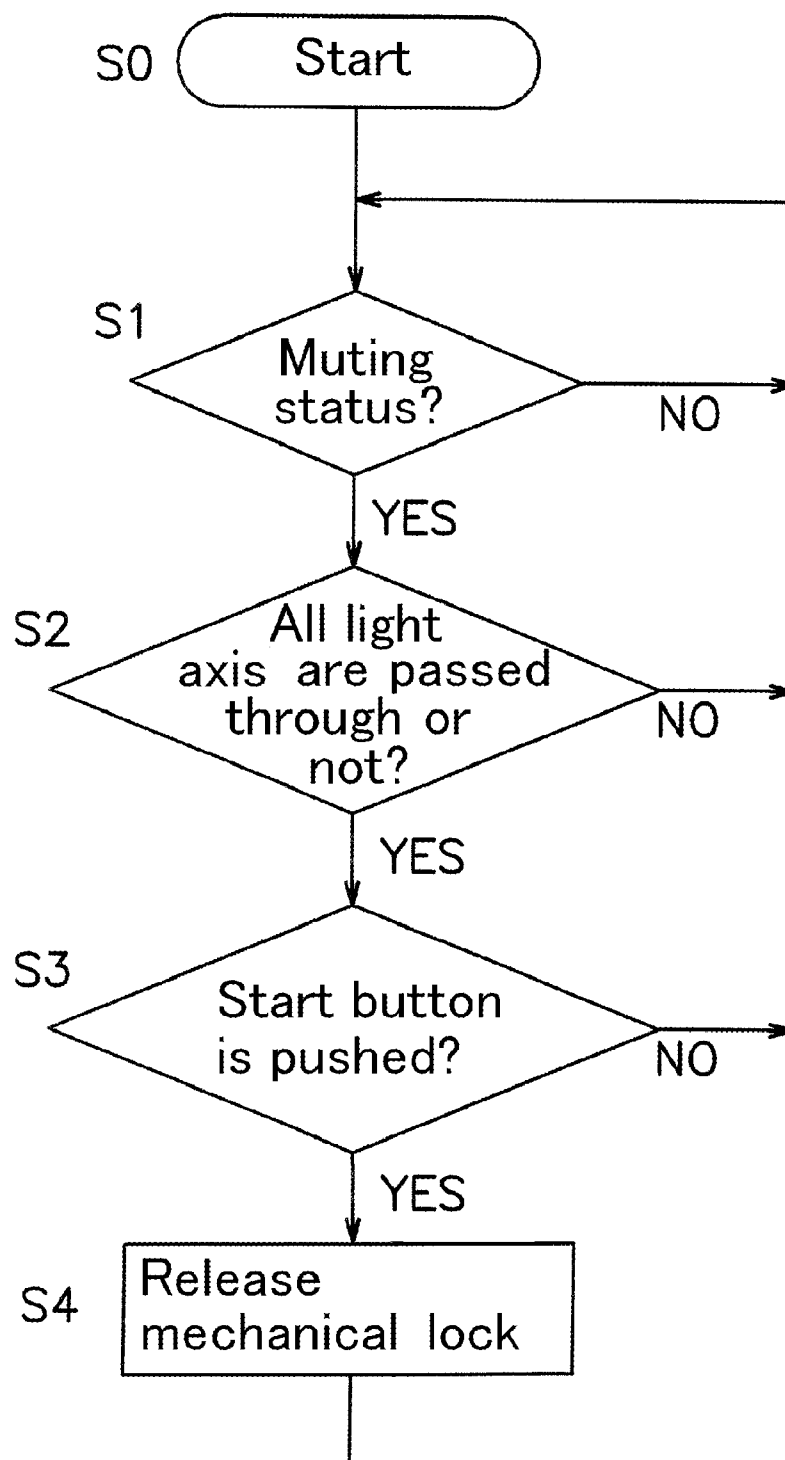 S0
Start
S1
Muting
status?
NO
YES
S2
All light
axis are passed
through or
not?
NO
YES
S3
Start button
is pushed?
NO
YES
S4
Release
mechanical lock